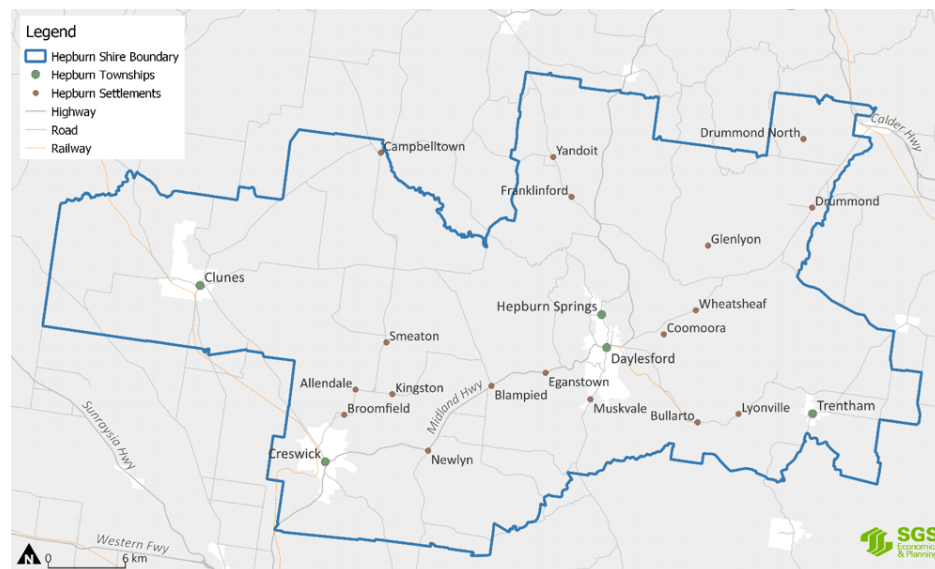 Legend
Hepburn Shire Boundary
Hepburn Townships
Hepburn Settlements
Highway
Road
Railway
Calder Hwy
Drummond North
Campbelltown
Yandoit
Franklinford
Drummond
Glenlyon
Clunes
Hepburn Springs
Wheatsheaf
Coomoora
Smeaton
Daylesford
Allendale
Kingston
Midland Hwy
Blampied
Eganstown
Broomfield
Muskvale
Bullarto
Lyonville
Trentham
Sunraysia Hwy
Creswick
Newlyn
Western Fwy
N
0 6 km
SGS
Economics
& Planning